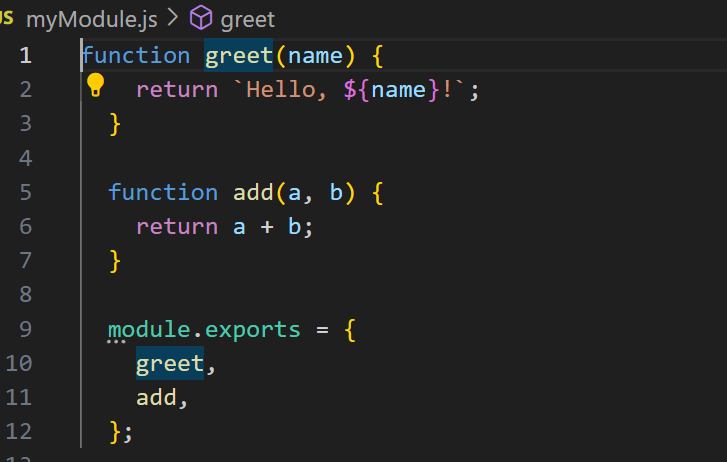 JS myModule.js > greet
1 function greet(name) {
2 return `Hello, ${name}!`;
3 }
4
5 function add(a, b) {
6 return a + b;
7 }
8
9 module.exports = {
10 greet,
11 add,
12 };
13